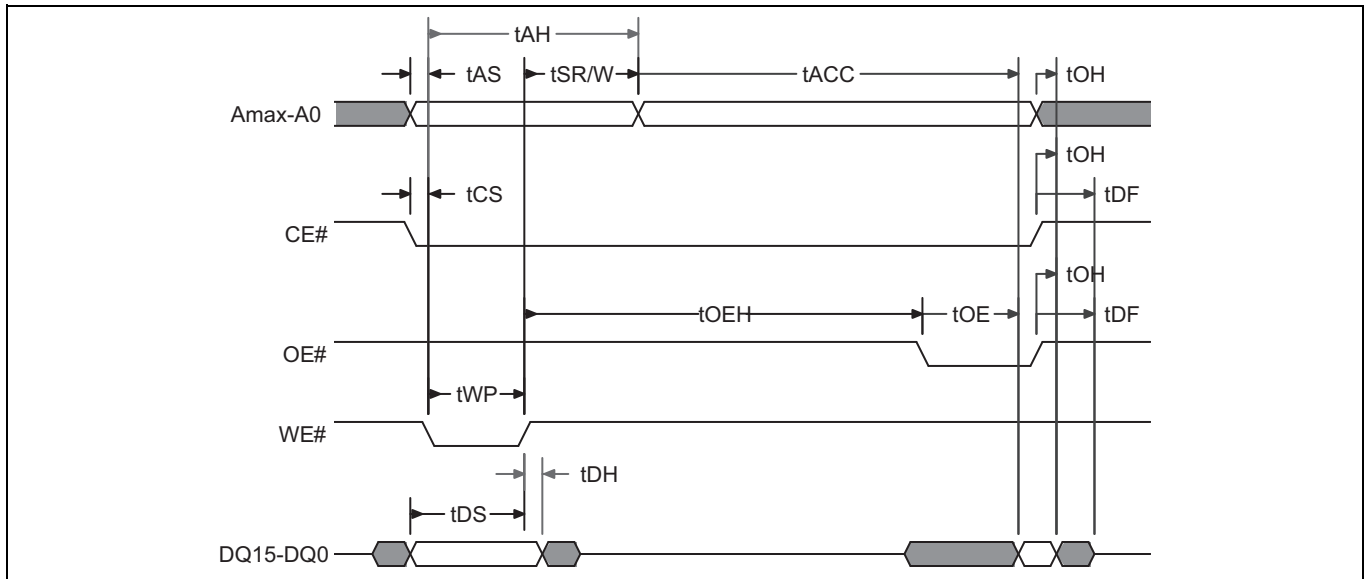 tAH
tAS tSR/W tACC tOH
Amax-A0
tOH
tCS tDF
CE#
tOH
tOEH tOE tDF
OE#
tWP
WE#
tDH
tDS
DQ15-DQ0